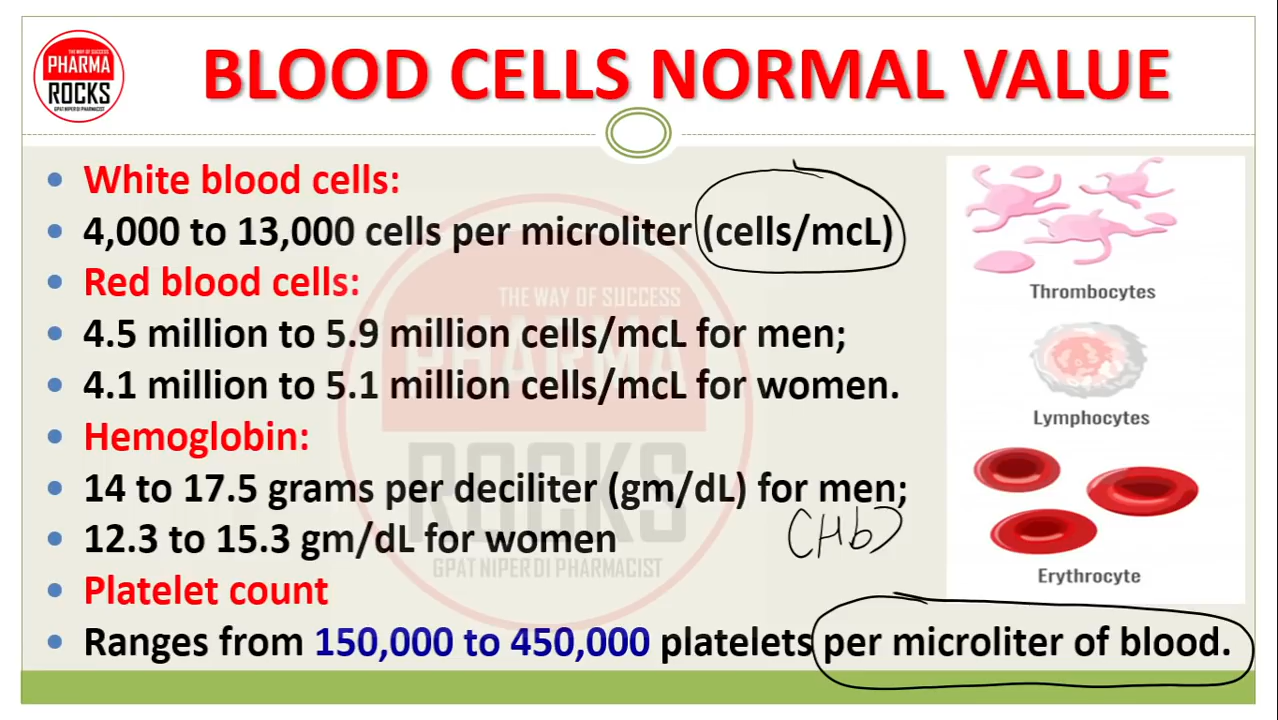 THE WAY OF SUCCESS
PHARMA
ROCKS
GPAT NIPER DI PHARMACIST
BLOOD CELLS NORMAL VALUE
• White blood cells:
• 4,000 to 13,000 cells per microliter (cells/mcL)
• Red blood cells:
• 4.5 million to 5.9 million cells/mcL for men;
• 4.1 million to 5.1 million cells/mcL for women.
• Hemoglobin:
• 14 to 17.5 grams per deciliter (gm/dL) for men;
(Hb)
• 12.3 to 15.3 gm/dL for women
• Platelet count
• Ranges from 150,000 to 450,000 platelets per microliter of blood.
THE WAY OF SUCCESS
PHARMA
ROCKS
GPAT NIPER DI PHARMACIST
Thrombocytes
Lymphocytes
Erythrocyte